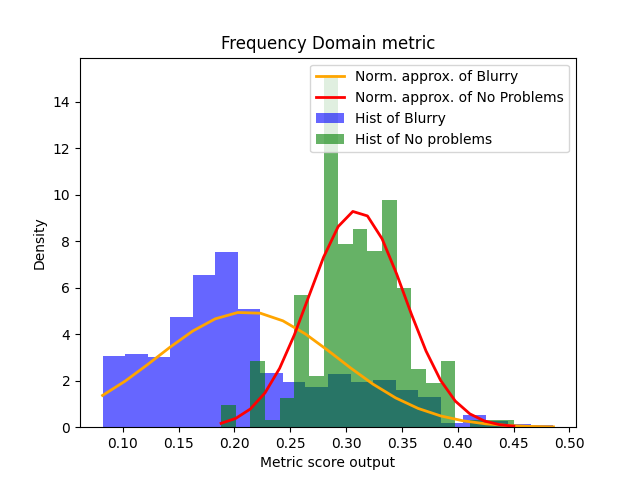 Frequency Domain metric
Norm. approx. of Blurry
Norm. approx. of No Problems
Hist of Blurry
Hist of No problems
14
12
10
8
6
4
2
0
Density
0.10 0.15 0.20 0.25 0.30 0.35 0.40 0.45 0.50
Metric score output